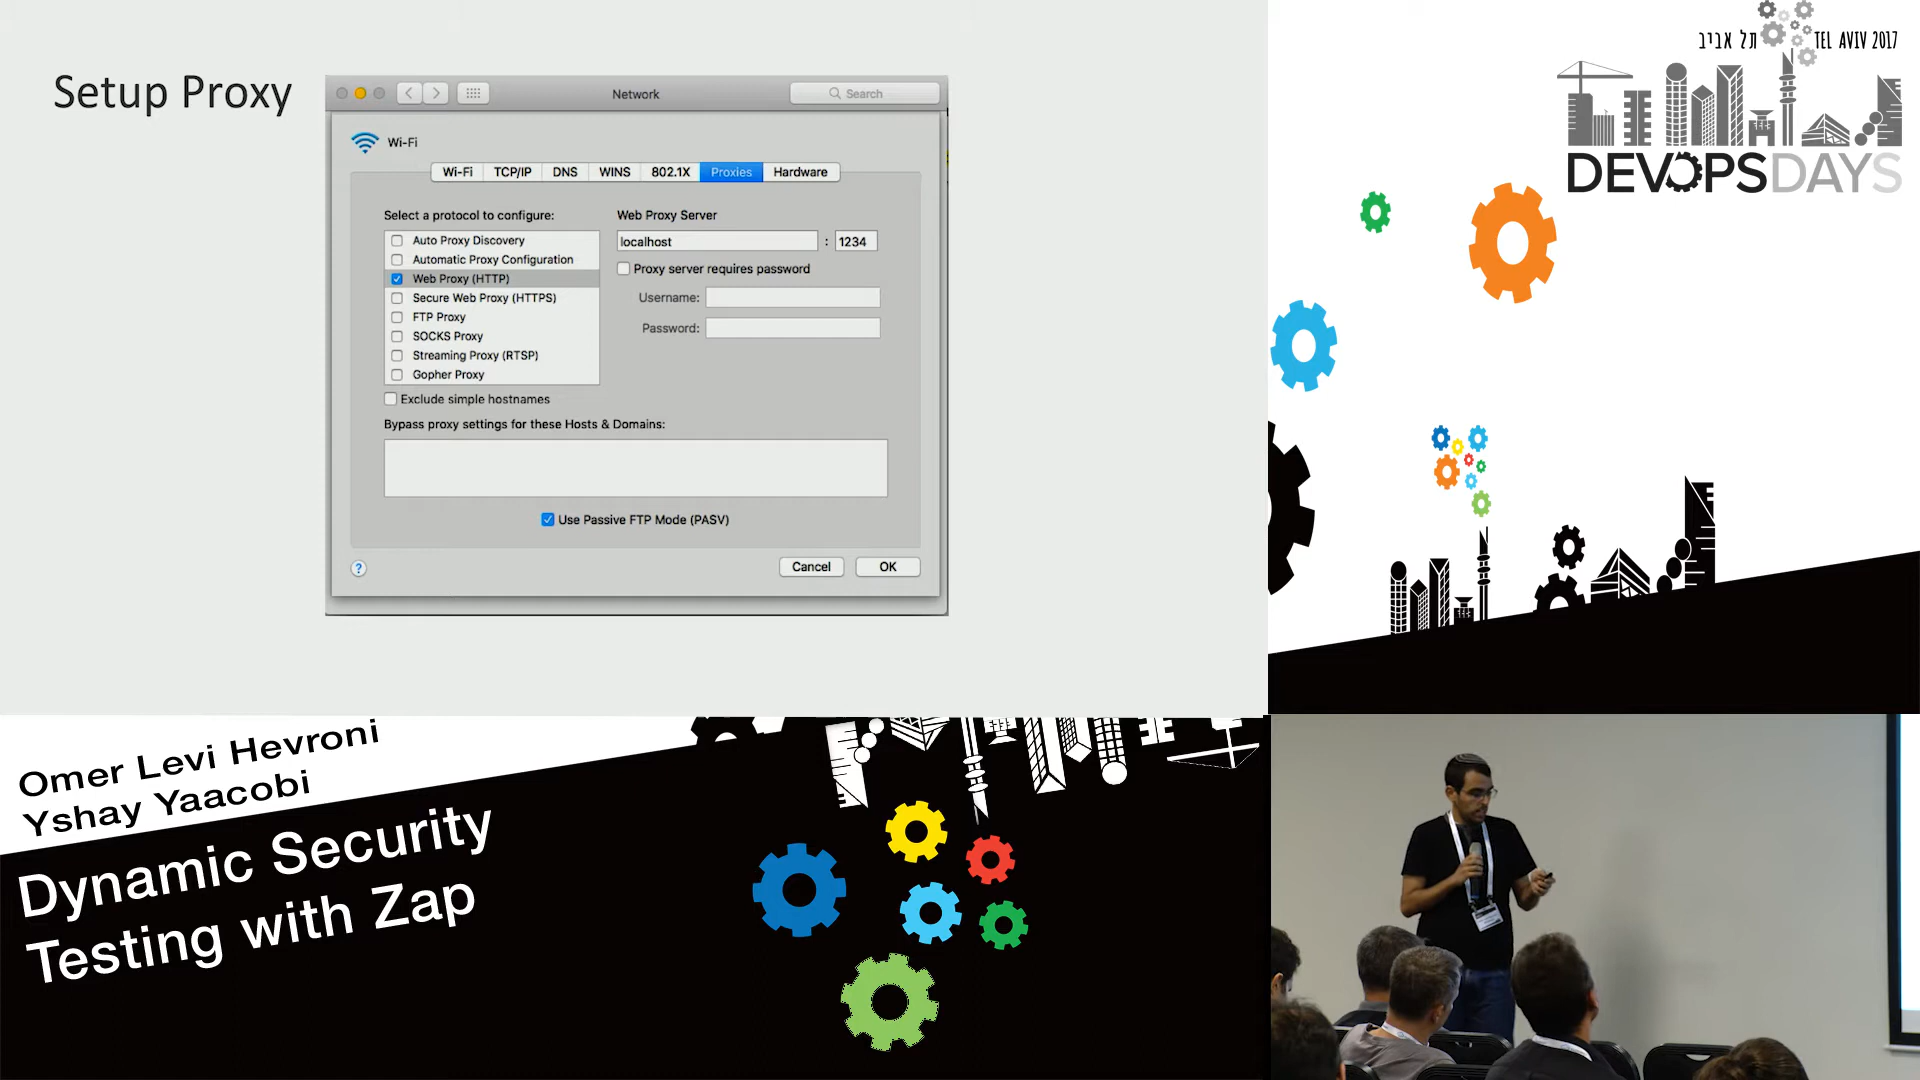 Setup Proxy
Network
Search
Wi-Fi
Wi-Fi TCP/IP DNS WINS 802.1X Proxies Hardware
Select a protocol to configure:
Auto Proxy Discovery
Automatic Proxy Configuration
Web Proxy (HTTP)
Secure Web Proxy (HTTPS)
FTP Proxy
SOCKS Proxy
Streaming Proxy (RTSP)
Gopher Proxy
Exclude simple hostnames
Web Proxy Server
localhost : 1234
Proxy server requires password
Username:
Password:
Bypass proxy settings for these Hosts & Domains:
Use Passive FTP Mode (PASV)
?
Cancel OK
תל אביב TEL AVIV 2017
DEVOPSDAYS
Omer Levi Hevroni
Yshay Yaacobi
Dynamic Security
Testing with Zap